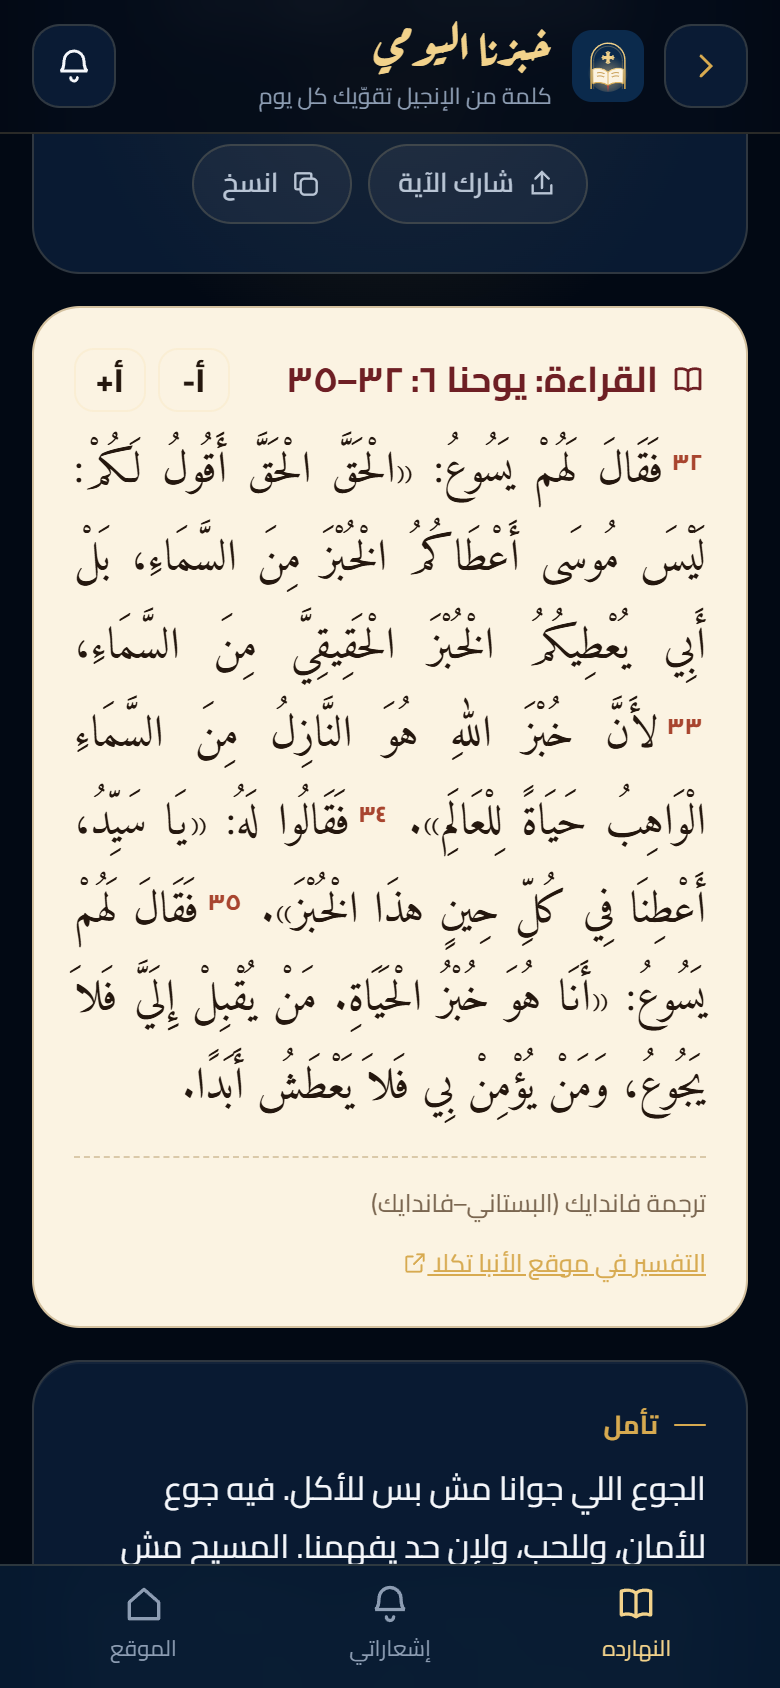 خبزنا اليومي
كلمة من الإنجيل تقوّيك كل يوم
شارك الآية
انسخ
القراءة: يوحنا ٦: ٣٢–٣٥
أ-
أ+
٣٢ فَقَالَ لَهُمْ يَسُوعُ: «الْحَقَّ الْحَقَّ أَقُولُ لَكُمْ:
لَيْسَ مُوسَى أَعْطَاكُمُ الْخُبْزَ مِنَ السَّمَاءِ، بَلْ
أَبِي يُعْطِيكُمُ الْخُبْزَ الْحَقِيقِيَّ مِنَ السَّمَاءِ،
٣٣ لأَنَّ خُبْزَ اللهِ هُوَ النَّازِلُ مِنَ السَّمَاءِ
الْوَاهِبُ حَيَاةً لِلْعَالَمِ». ٣٤ فَقَالُوا لَهُ: «يَا سَيِّدُ،
أَعْطِنَا فِي كُلِّ حِينٍ هذَا الْخُبْزَ». ٣٥ فَقَالَ لَهُمْ
يَسُوعُ: «أَنَا هُوَ خُبْزُ الْحَيَاةِ. مَنْ يُقْبِلْ إِلَيَّ فَلاَ
يَجُوعُ، وَمَنْ يُؤْمِنْ بِي فَلاَ يَعْطَشُ أَبَدًا.
ترجمة فاندايك (البستاني–فاندايك)
التفسير في موقع الأنبا تكلا
تأمل
الجوع اللي جوانا مش بس للأكل. فيه جوع
للأمان، وللحب، ولإن حد يفهمنا. المسيح مش
النهارده
إشعاراتي
الموقع